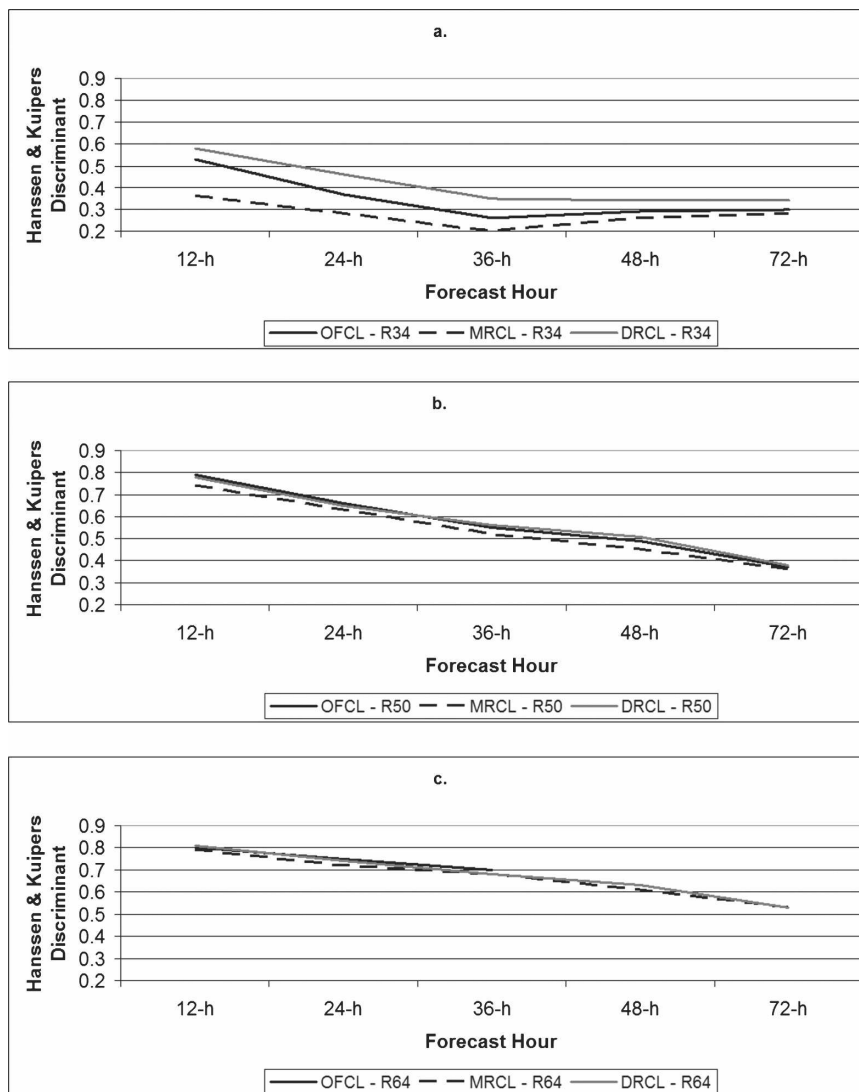 a.
Hanssen & Kuipers
Discriminant
0.9
0.8
0.7
0.6
0.5
0.4
0.3
0.2
12-h 24-h 36-h 48-h 72-h
Forecast Hour
OFCL - R34 MRCL - R34 DRCL - R34
b.
Hanssen & Kuipers
Discriminant
0.9
0.8
0.7
0.6
0.5
0.4
0.3
0.2
12-h 24-h 36-h 48-h 72-h
Forecast Hour
OFCL - R50 MRCL - R50 DRCL - R50
c.
Hanssen & Kuipers
Discriminant
0.9
0.8
0.7
0.6
0.5
0.4
0.3
0.2
12-h 24-h 36-h 48-h 72-h
Forecast Hour
OFCL - R64 MRCL - R64 DRCL - R64